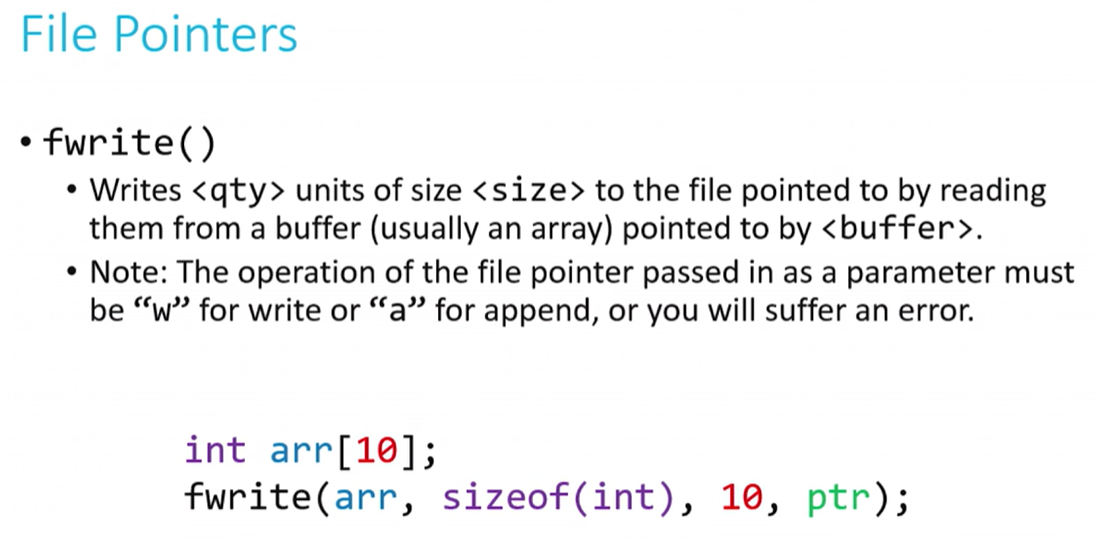 File Pointers
• fwrite()
• Writes <qty> units of size <size> to the file pointed to by reading
them from a buffer (usually an array) pointed to by <buffer>.
• Note: The operation of the file pointer passed in as a parameter must
be “w” for write or “a” for append, or you will suffer an error.
int arr[10];
fwrite(arr, sizeof(int), 10, ptr);